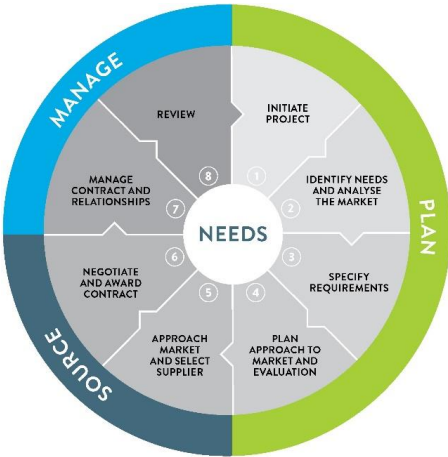 MANAGE
PLAN
SOURCE
NEEDS
INITIATE
PROJECT
1
IDENTIFY NEEDS
AND ANALYSE
THE MARKET
2
SPECIFY
REQUIREMENTS
3
PLAN
APPROACH TO
MARKET AND
EVALUATION
4
APPROACH
MARKET
AND SELECT
SUPPLIER
5
NEGOTIATE
AND AWARD
CONTRACT
6
MANAGE
CONTRACT AND
RELATIONSHIPS
7
REVIEW
8